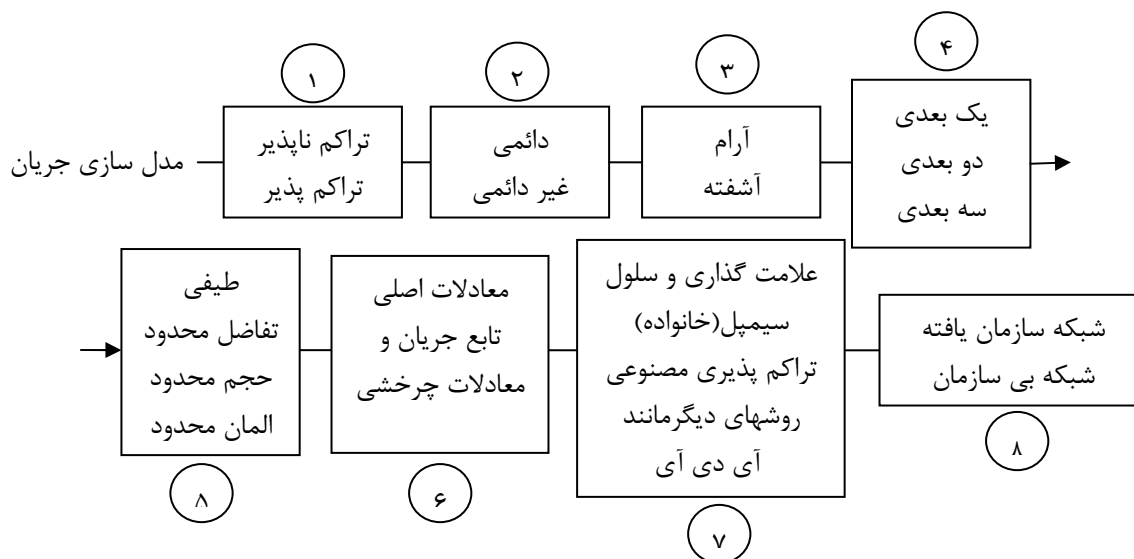 مدل سازی جریان
۱
تراکم ناپذیر
تراکم پذیر
۲
دائمی
غیر دائمی
۳
آرام
آشفته
۴
یک بعدی
دو بعدی
سه بعدی
طیفی
تفاضل محدود
حجم محدود
المان محدود
۵
معادلات اصلی
تابع جریان و
معادلات چرخشی
۶
علامت گذاری و سلول
سیمپل(خانواده)
تراکم پذیری مصنوعی
روشهای دیگرمانند
آی دی آی
۷
شبکه سازمان یافته
شبکه بی سازمان
۸